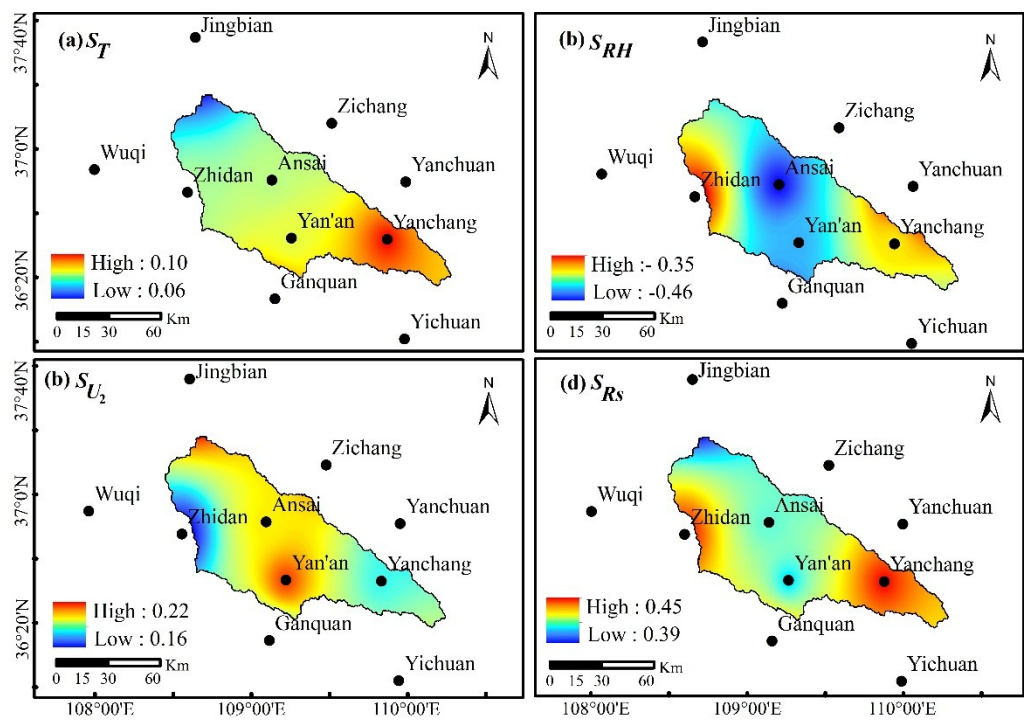 (a) S_T
Jingbian
N
Zichang
Wuqi
Ansai
Yanchuan
Zhidan
Yan'an
Yanchang
High : 0.10
Low : 0.06
Ganquan
Km
0 15 30 60
Yichuan
37°40'N
37°0'N
36°20'N
(b) S_RH
Jingbian
N
Zichang
Wuqi
Ansai
Yanchuan
Zhidan
Yan'an
Yanchang
High :- 0.35
Low : -0.46
Ganquan
Km
0 15 30 60
Yichuan
(b) S_U₂
Jingbian
N
Zichang
Wuqi
Ansai
Yanchuan
Zhidan
Yan'an
Yanchang
High : 0.22
Low : 0.16
Ganquan
Km
0 15 30 60
Yichuan
37°40'N
37°0'N
36°20'N
108°00'E 109°00'E 110°00'E
(d) S_Rs
Jingbian
N
Zichang
Wuqi
Ansai
Yanchuan
Zhidan
Yan'an
Yanchang
High : 0.45
Low : 0.39
Ganquan
Km
0 15 30 60
Yichuan
108°00'E 109°00'E 110°00'E